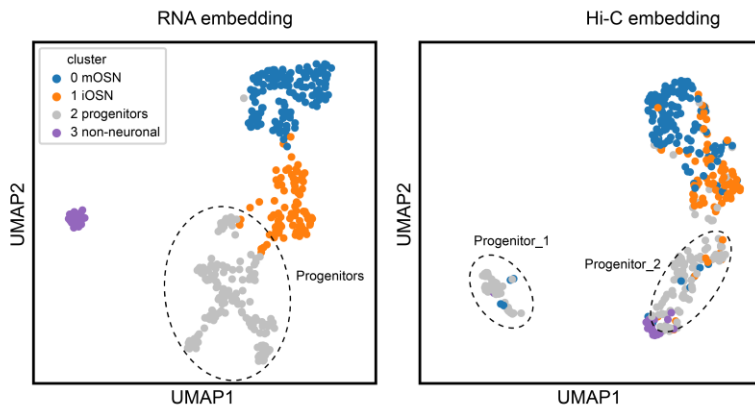 RNA embedding
Hi-C embedding
cluster
0 mOSN
1 iOSN
2 progenitors
3 non-neuronal
UMAP2
Progenitors
UMAP1
UMAP2
Progenitor_1
Progenitor_2
UMAP1